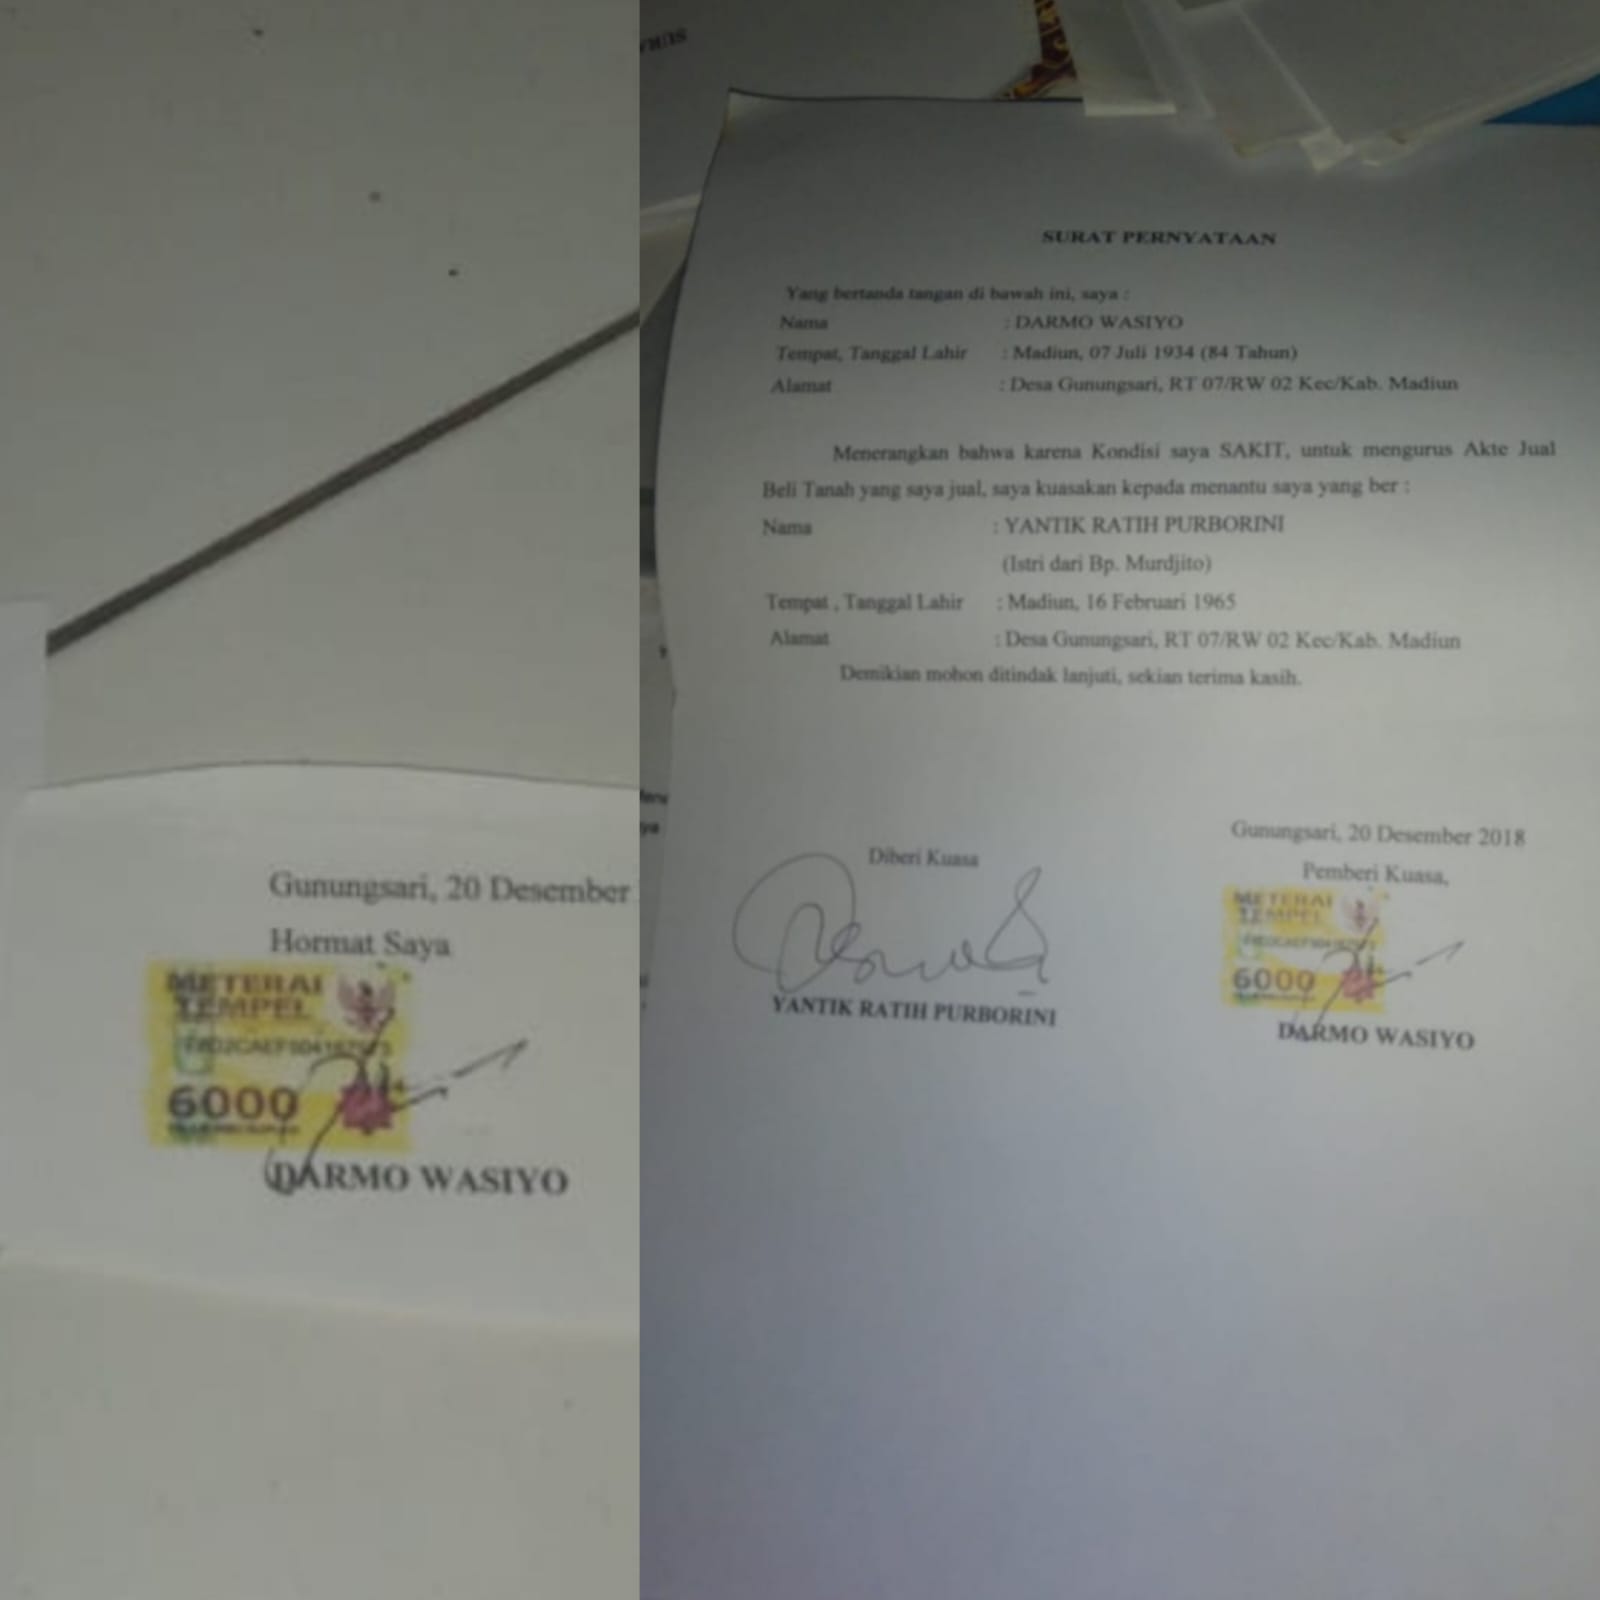 Gunungsari, 20 Desember
Hormat Saya
METERAI
TEMPEL
6000
DARMO WASIYO
SURAT PERNYATAAN
Yang bertanda tangan di bawah ini, saya :
Nama : DARMO WASIYO
Tempat, Tanggal Lahir : Madiun, 07 Juli 1934 (84 Tahun)
Alamat : Desa Gunungsari, RT 07/RW 02 Kec/Kab. Madiun
Menerangkan bahwa karena Kondisi saya SAKIT, untuk mengurus Akte Jual
Beli Tanah yang saya jual, saya kuasakan kepada menantu saya yang ber :
Nama : YANTIK RATIH PURBORINI
(Istri dari Bp. Murdjito)
Tempat , Tanggal Lahir : Madiun, 16 Februari 1965
Alamat : Desa Gunungsari, RT 07/RW 02 Kec/Kab. Madiun
Demikian mohon ditindak lanjuti, sekian terima kasih.
Gunungsari, 20 Desember 2018
Diberi Kuasa
Pemberi Kuasa,
METERAI
TEMPEL
6000
YANTIK RATIH PURBORINI
DARMO WASIYO